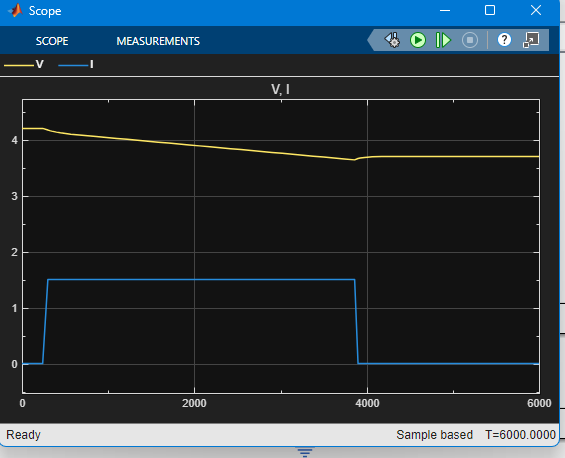 Scope
SCOPE MEASUREMENTS
?
V I
V, I
4
3
2
1
0
0 2000 4000 6000
Ready Sample based T=6000.0000